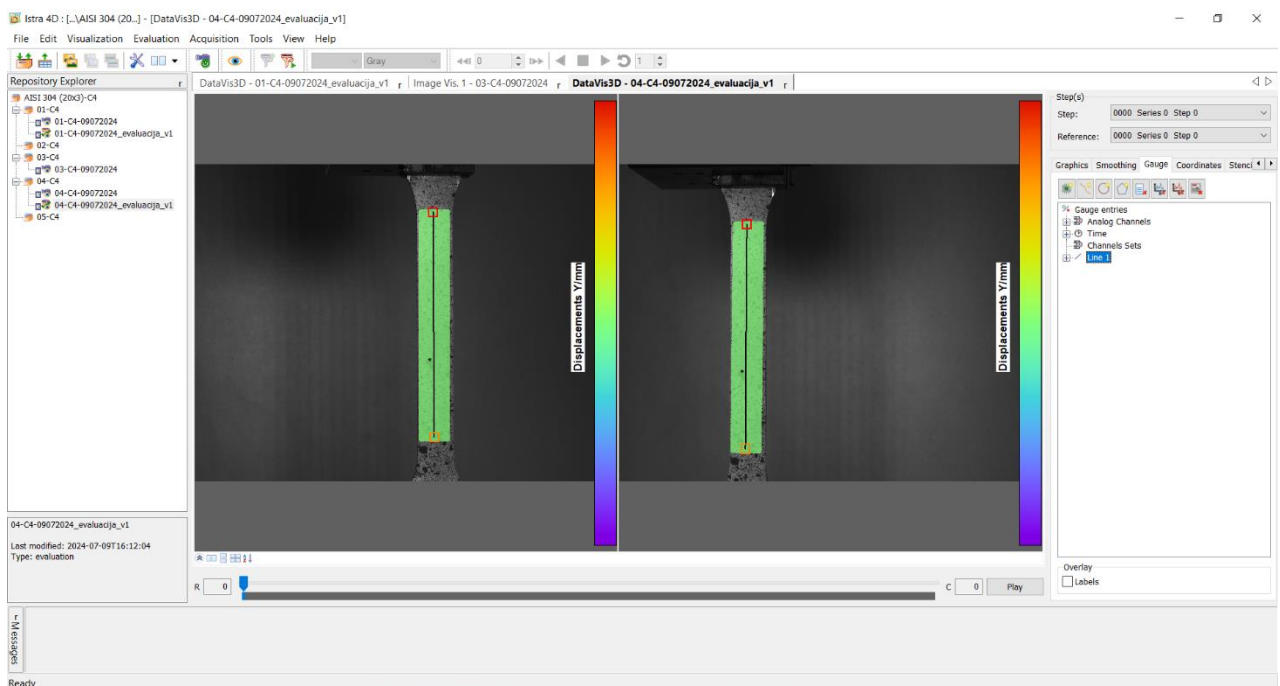 Istra 4D : [...\AISI 304 (20...] - [DataVis3D - 04-C4-09072024_evaluacija_v1]
File Edit Visualization Evaluation Acquisition Tools View Help
Gray
0
1
Repository Explorer
DataVis3D - 01-C4-09072024_evaluacija_v1
Image Vis. 1 - 03-C4-09072024
DataVis3D - 04-C4-09072024_evaluacija_v1
AISI 304 (20x3)-C4
01-C4
01-C4-09072024
01-C4-09072024_evaluacija_v1
02-C4
03-C4
03-C4-09072024
04-C4
04-C4-09072024
04-C4-09072024_evaluacija_v1
05-C4
04-C4-09072024_evaluacija_v1
Last modified: 2024-07-09T16:12:04
Type: evaluation
Displacements Y/mm
Displacements Y/mm
R 0
C 0 Play
Step(s)
Step: 0000 Series 0 Step 0
Reference: 0000 Series 0 Step 0
Graphics Smoothing Gauge Coordinates Stenci
Gauge entries
Analog Channels
Time
Channels Sets
Line 1
Overlay
Labels
Messages
Ready